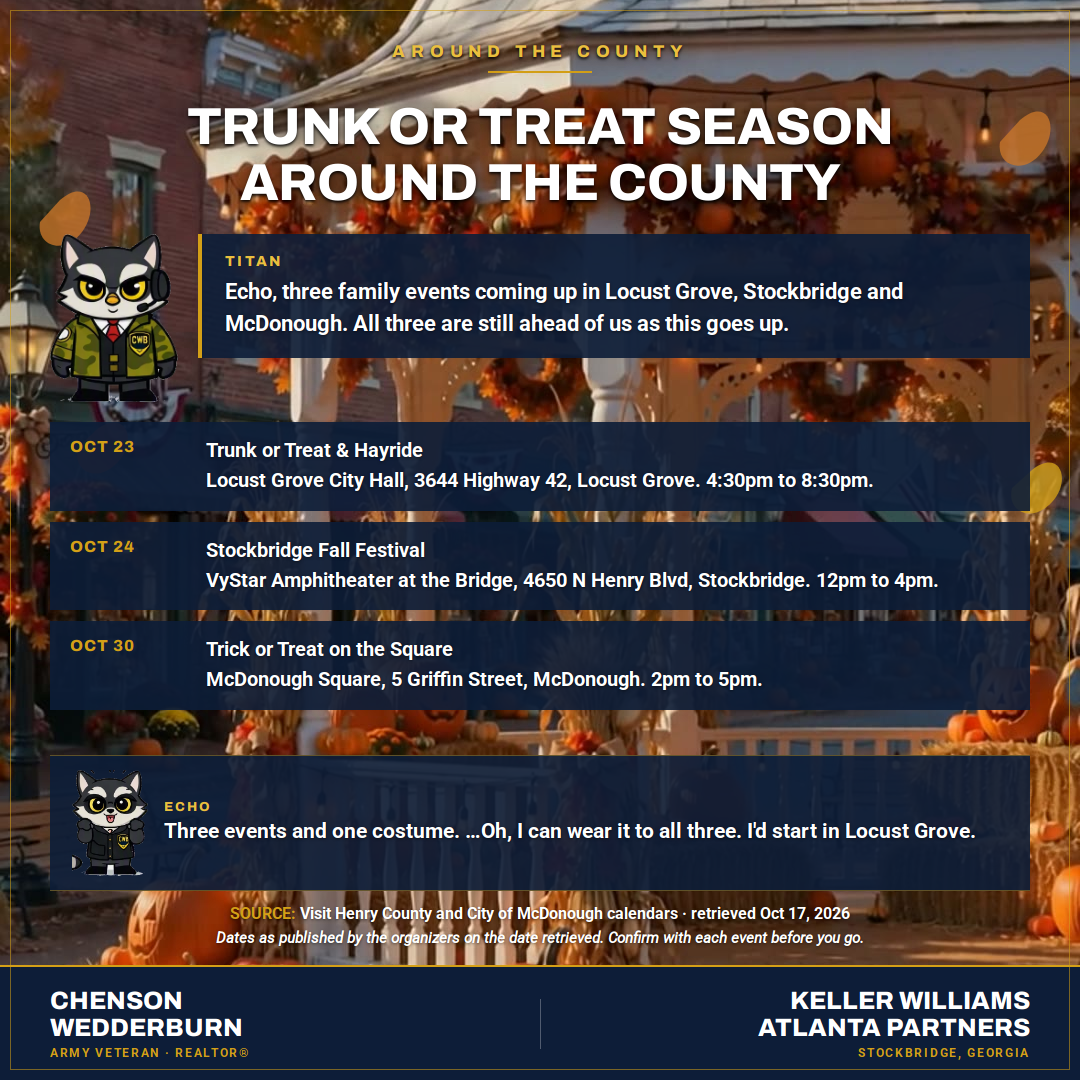 AROUND THE COUNTY
TRUNK OR TREAT SEASON
AROUND THE COUNTY
TITAN
Echo, three family events coming up in Locust Grove, Stockbridge and
McDonough. All three are still ahead of us as this goes up.
CWB
OCT 23
Trunk or Treat & Hayride
Locust Grove City Hall, 3644 Highway 42, Locust Grove. 4:30pm to 8:30pm.
OCT 24
Stockbridge Fall Festival
VyStar Amphitheater at the Bridge, 4650 N Henry Blvd, Stockbridge. 12pm to 4pm.
OCT 30
Trick or Treat on the Square
McDonough Square, 5 Griffin Street, McDonough. 2pm to 5pm.
ECHO
Three events and one costume. …Oh, I can wear it to all three. I'd start in Locust Grove.
SOURCE: Visit Henry County and City of McDonough calendars · retrieved Oct 17, 2026
Dates as published by the organizers on the date retrieved. Confirm with each event before you go.
CHENSON
WEDDERBURN
ARMY VETERAN · REALTOR®
KELLER WILLIAMS
ATLANTA PARTNERS
STOCKBRIDGE, GEORGIA